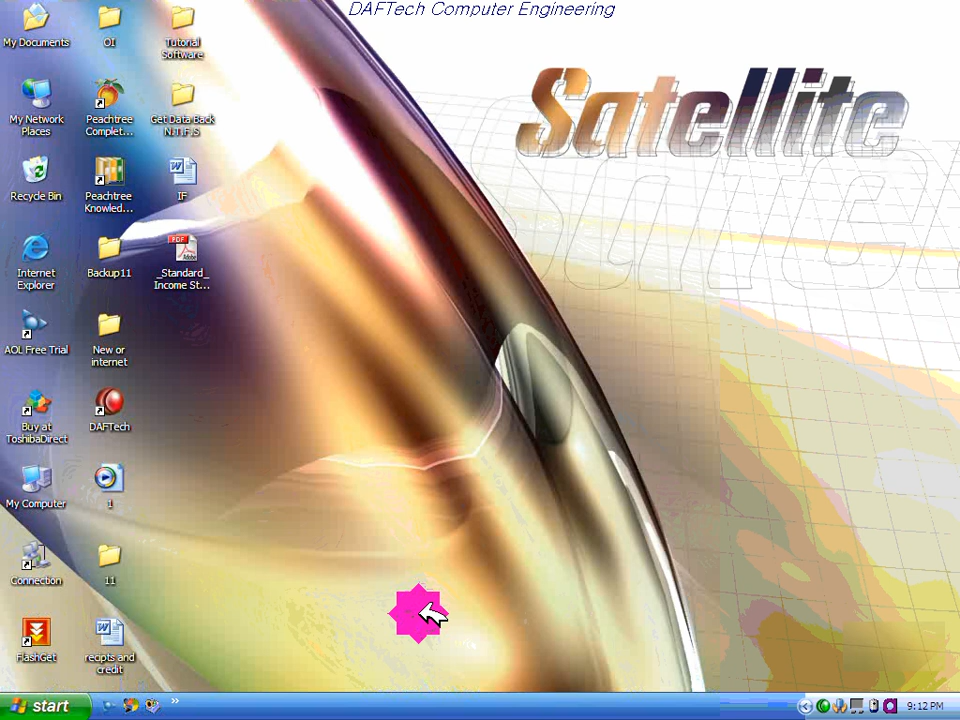 DAFTech Computer Engineering
Satellite
My Documents
OI
Tutorial
Software
My Network
Places
Peachtree
Complet...
Get Data Back
N.T.F.S
Recycle Bin
Peachtree
Knowled...
IF
Internet
Explorer
Backup11
PDF
Adobe
_Standard_
Income St...
AOL Free Trial
New or
internet
Buy at
ToshibaDirect
DAFTech
My Computer
1
Connection
11
FlashGet
recipts and
credit
start
9:12 PM